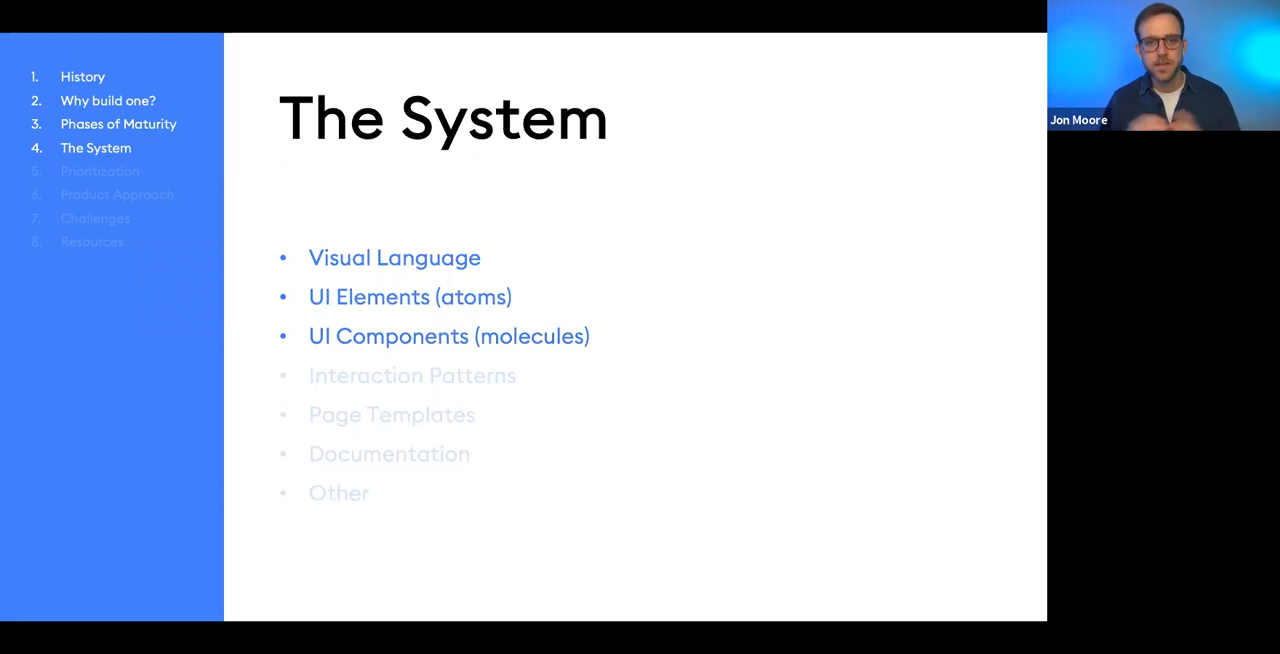 1. History
2. Why build one?
3. Phases of Maturity
4. The System
5. Prioritization
6. Product Approach
7. Challenges
8. Resources
The System
• Visual Language
• UI Elements (atoms)
• UI Components (molecules)
• Interaction Patterns
• Page Templates
• Documentation
• Other
Jon Moore